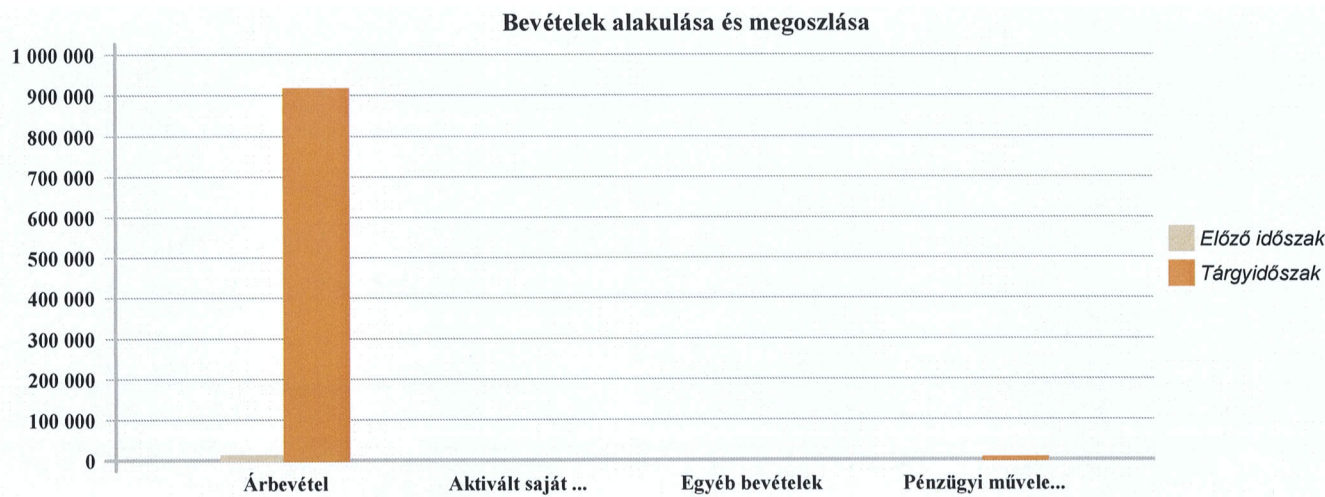 Bevételek alakulása és megoszlása
1 000 000
900 000
800 000
700 000
600 000
500 000
400 000
300 000
200 000
100 000
0
Előző időszak
Tárgyidőszak
Árbevétel
Aktivált saját ...
Egyéb bevételek
Pénzügyi művele...